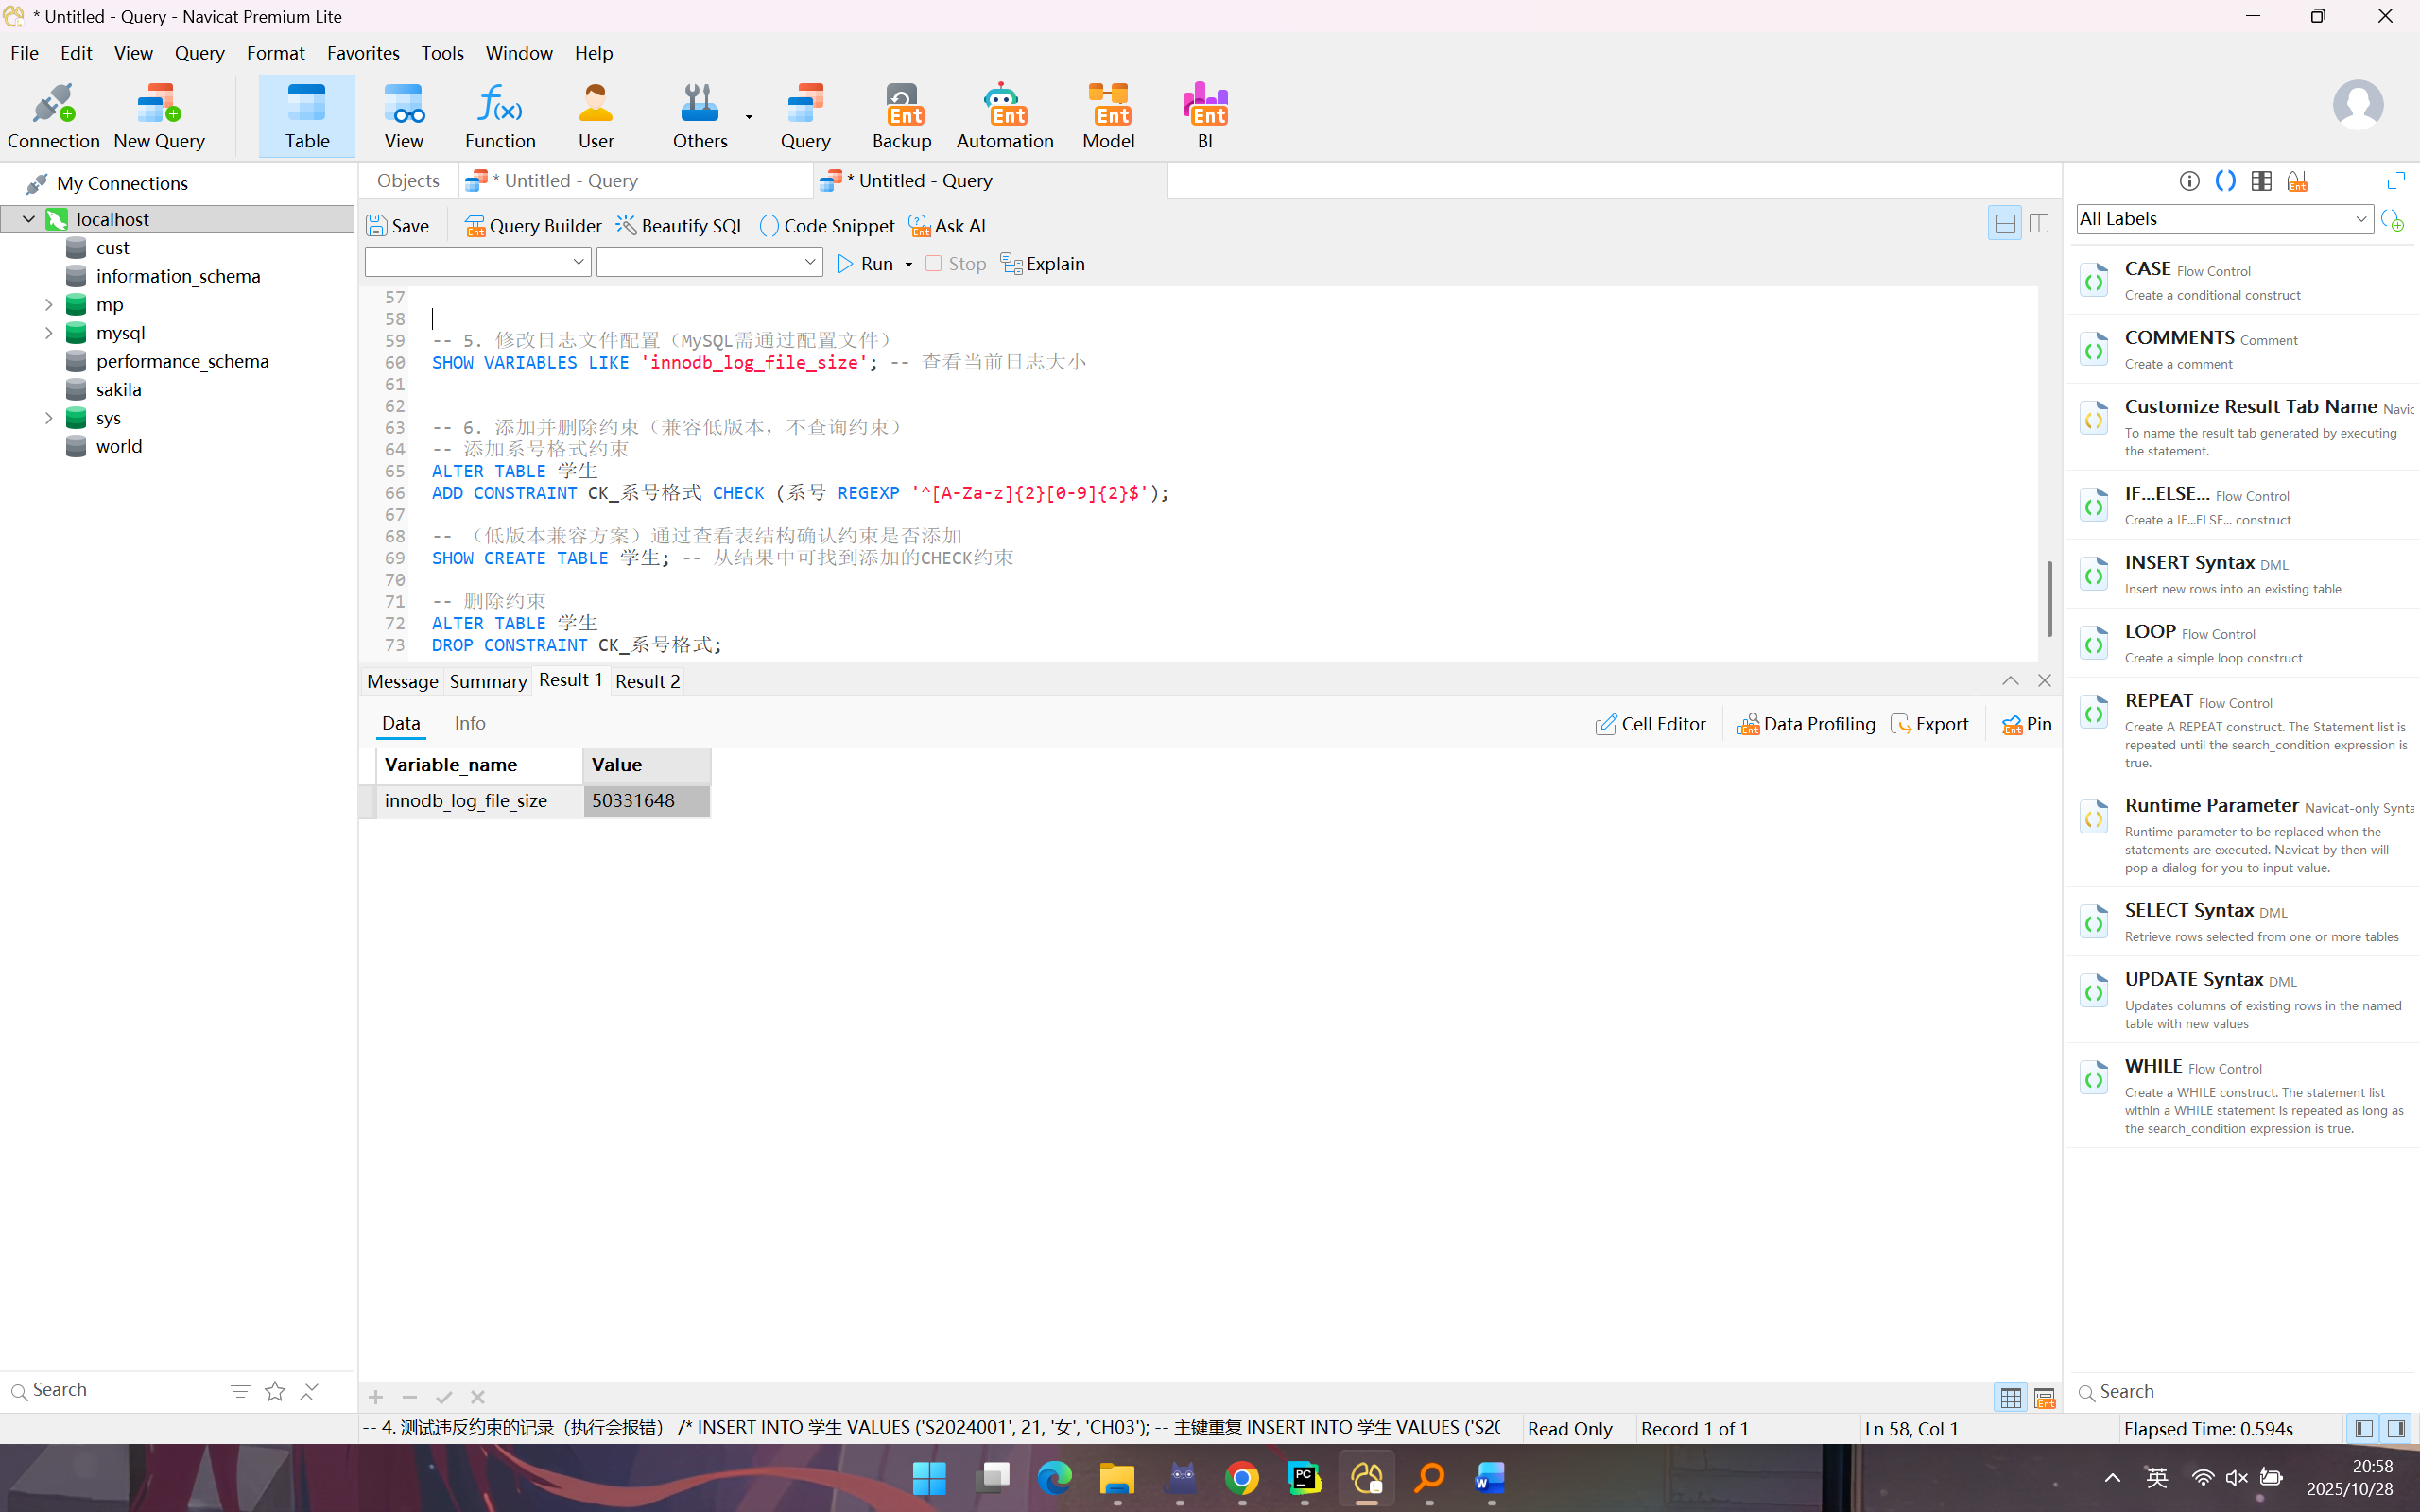 * Untitled - Query - Navicat Premium Lite
File Edit View Query Format Favorites Tools Window Help
Connection New Query Table View Function User Others Query Backup Automation Model BI
Ent Ent Ent Ent
My Connections
localhost
cust
information_schema
mp
mysql
performance_schema
sakila
sys
world
Search
Objects * Untitled - Query * Untitled - Query
Save Query Builder Beautify SQL Code Snippet Ask AI
Run Stop Explain
57
58
59 -- 5. 修改日志文件配置（MySQL需通过配置文件）
60 SHOW VARIABLES LIKE 'innodb_log_file_size'; -- 查看当前日志大小
61
62
63 -- 6. 添加并删除约束（兼容低版本，不查询约束）
64 -- 添加系号格式约束
65 ALTER TABLE 学生
66 ADD CONSTRAINT CK_系号格式 CHECK (系号 REGEXP '^[A-Za-z]{2}[0-9]{2}$');
67
68 -- （低版本兼容方案）通过查看表结构确认约束是否添加
69 SHOW CREATE TABLE 学生; -- 从结果中可找到添加的CHECK约束
70
71 -- 删除约束
72 ALTER TABLE 学生
73 DROP CONSTRAINT CK_系号格式;
Message Summary Result 1 Result 2
Data Info Cell Editor Data Profiling Export Pin
Variable_name Value
innodb_log_file_size 50331648
-- 4. 测试违反约束的记录（执行会报错） /* INSERT INTO 学生 VALUES ('S2024001', 21, '女', 'CH03'); -- 主键重复 INSERT INTO 学生 VALUES ('S2( Read Only Record 1 of 1 Ln 58, Col 1 Elapsed Time: 0.594s
All Labels
CASE Flow Control
Create a conditional construct
COMMENTS Comment
Create a comment
Customize Result Tab Name Navic
To name the result tab generated by executing
the statement.
IF...ELSE... Flow Control
Create a IF...ELSE... construct
INSERT Syntax DML
Insert new rows into an existing table
LOOP Flow Control
Create a simple loop construct
REPEAT Flow Control
Create A REPEAT construct. The Statement list is
repeated until the search_condition expression is
true.
Runtime Parameter Navicat-only Synta
Runtime parameter to be replaced when the
statements are executed. Navicat by then will
pop a dialog for you to input value.
SELECT Syntax DML
Retrieve rows selected from one or more tables
UPDATE Syntax DML
Updates columns of existing rows in the named
table with new values
WHILE Flow Control
Create a WHILE construct. The statement list
within a WHILE statement is repeated as long as
the search_condition expression is true.
Search
英
20:58
2025/10/28